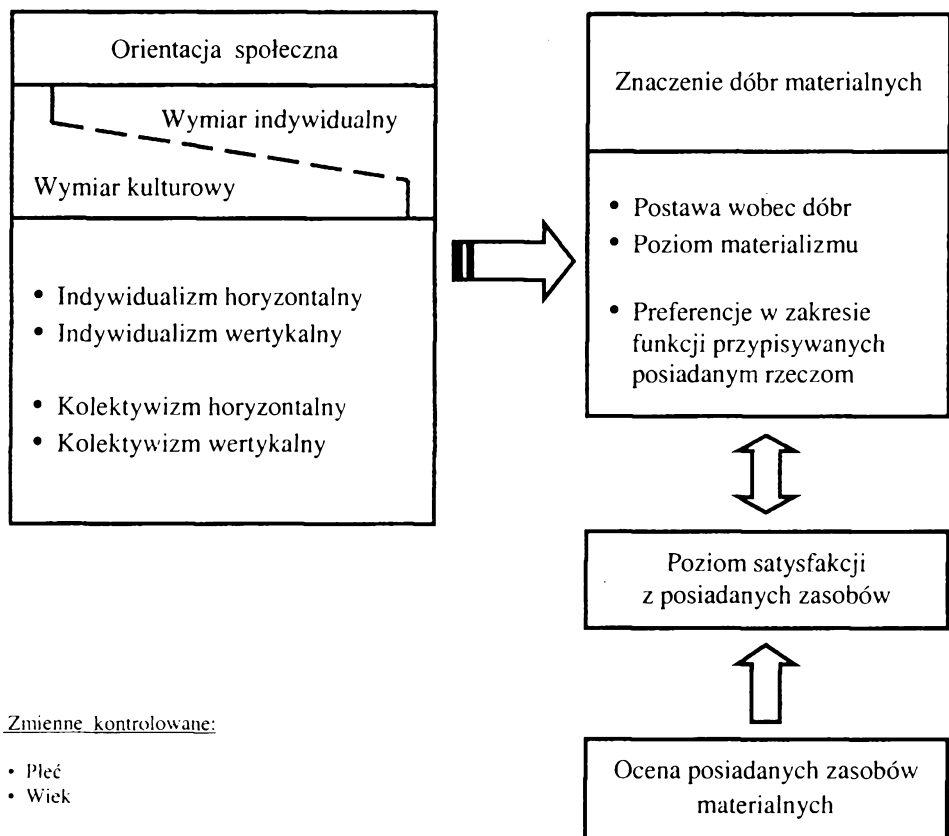 Orientacja społeczna
Wymiar indywidualny
Wymiar kulturowy
• Indywidualizm horyzontalny
• Indywidualizm wertykalny
• Kolektywizm horyzontalny
• Kolektywizm wertykalny
Zmienne kontrolowane:
• Płeć
• Wiek
Znaczenie dóbr materialnych
• Postawa wobec dóbr
• Poziom materializmu
• Preferencje w zakresie
funkcji przypisywanych
posiadanym rzeczom
Poziom satysfakcji
z posiadanych zasobów
Ocena posiadanych zasobów
materialnych